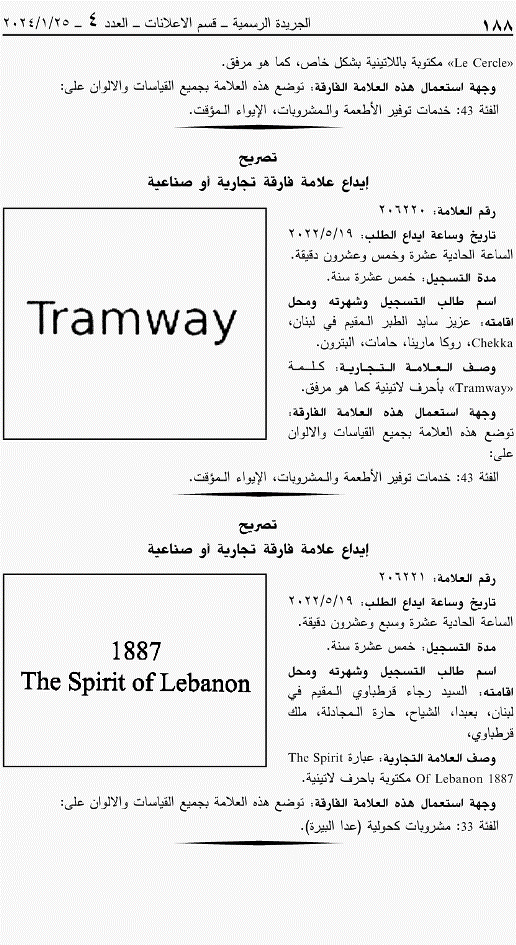 ١٨٨ الجريدة الرسمية ــ قسم الاعلانات ــ العدد ٤ ــ ٢٠٢٤/١/٢٥
«Le Cercle» مكتوبة باللاتينية بشكل خاص، كما هو مرفق.
وجهة استعمال هذه العلامة الفارقة: توضع هذه العلامة بجميع القياسات والالوان على:
الفئة 43: خدمات توفير الأطعمة والمشروبات، الإيواء المؤقت.
تصريح
إيداع علامة فارقة تجارية أو صناعية
رقم العلامة: ٢٠٦٢٢٠
تاريخ وساعة ايداع الطلب: ٢٠٢٢/٥/١٩
الساعة الحادية عشرة وخمس وعشرون دقيقة.
مدة التسجيل: خمس عشرة سنة.
اسم طالب التسجيل وشهرته ومحل
اقامته: عزيز سايد الطبر المقيم في لبنان،
Chekka، روكا مارينا، حامات، البترون.
وصف العلامة التجارية: كلمة
«Tramway» بأحرف لاتينية كما هو مرفق.
وجهة استعمال هذه العلامة الفارقة:
توضع هذه العلامة بجميع القياسات والالوان
على:
Tramway
الفئة 43: خدمات توفير الأطعمة والمشروبات، الإيواء المؤقت.
تصريح
إيداع علامة فارقة تجارية أو صناعية
رقم العلامة: ٢٠٦٢٢١
تاريخ وساعة ايداع الطلب: ٢٠٢٢/٥/١٩
الساعة الحادية عشرة وسبع وعشرون دقيقة.
مدة التسجيل: خمس عشرة سنة.
اسم طالب التسجيل وشهرته ومحل
اقامته: السيد رجاء قرطباوي المقيم في
لبنان، بعبدا، الشياح، حارة المجادلة، ملك
قرطباوي،
وصف العلامة التجارية: عبارة The Spirit
Of Lebanon 1887 مكتوبة باحرف لاتينية.
1887
The Spirit of Lebanon
وجهة استعمال هذه العلامة الفارقة: توضع هذه العلامة بجميع القياسات والالوان على:
الفئة 33: مشروبات كحولية (عدا البيرة).